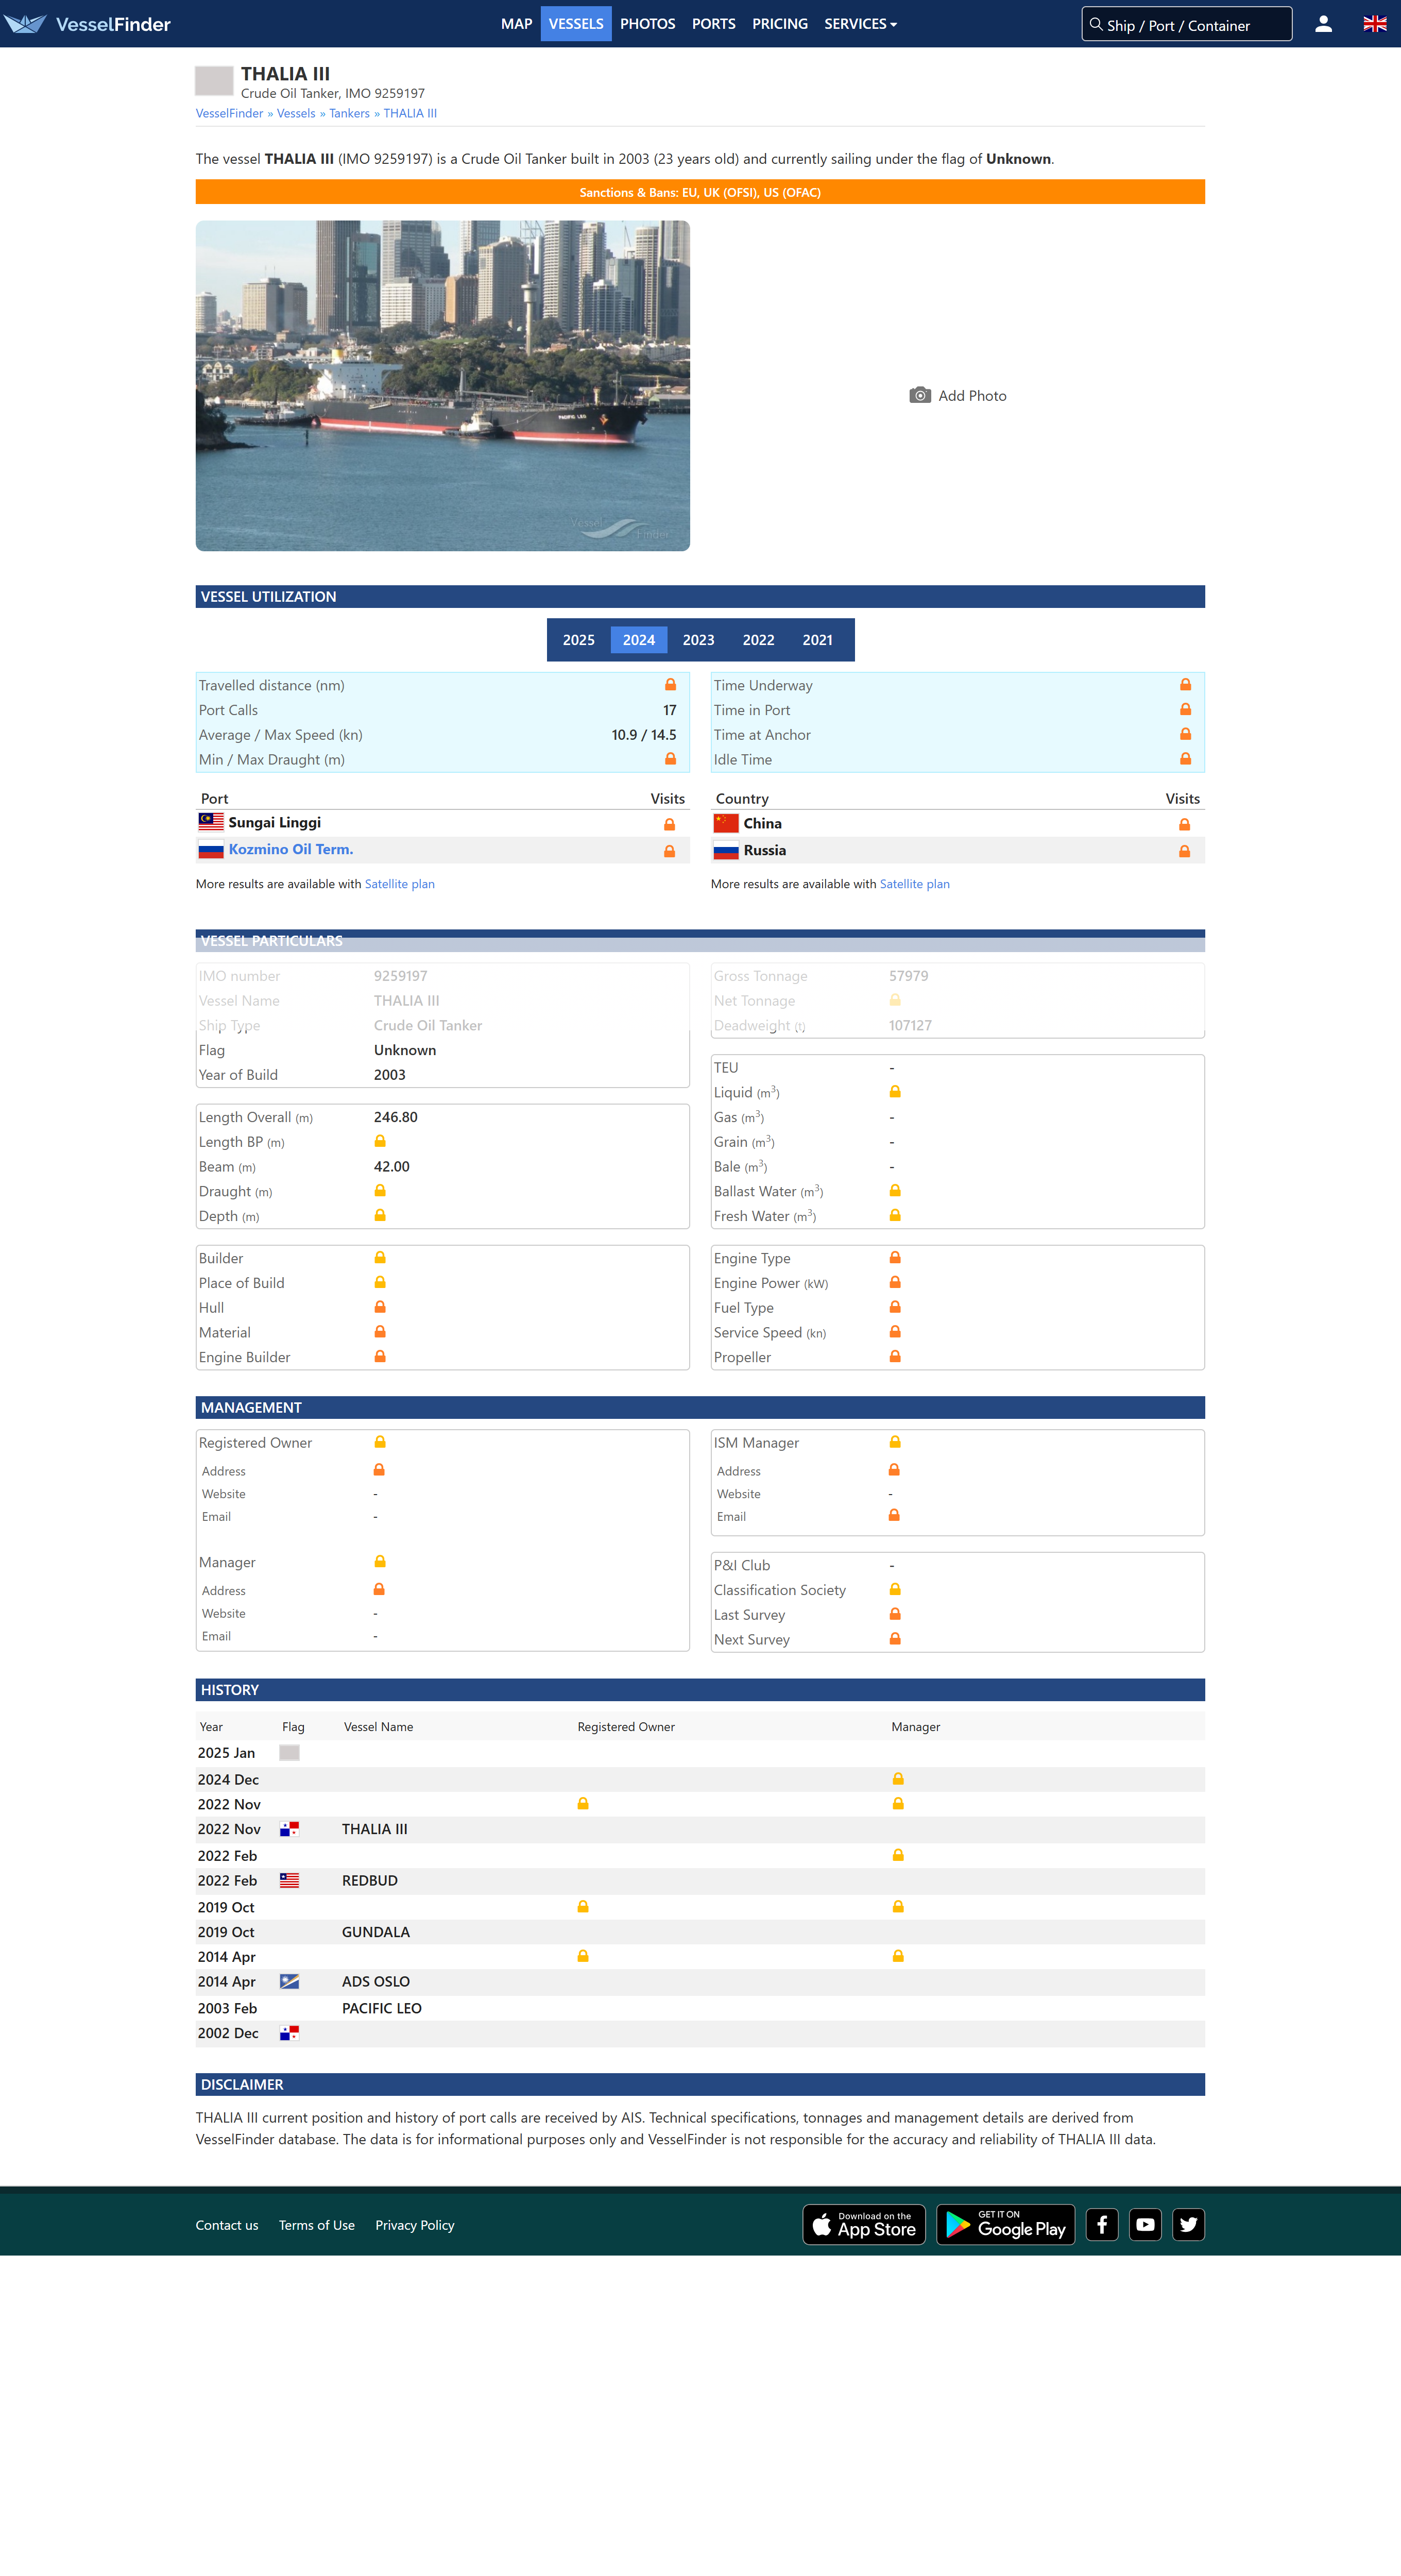 VesselFinder
MAP VESSELS PHOTOS PORTS PRICING SERVICES
Ship / Port / Container
THALIA III
Crude Oil Tanker, IMO 9259197
VesselFinder » Vessels » Tankers » THALIA III
The vessel THALIA III (IMO 9259197) is a Crude Oil Tanker built in 2003 (23 years old) and currently sailing under the flag of Unknown.
Sanctions & Bans: EU, UK (OFSI), US (OFAC)
PACIFIC LEO
Vessel
Finder
Add Photo
VESSEL UTILIZATION
2025 2024 2023 2022 2021
Travelled distance (nm)
Port Calls 17
Average / Max Speed (kn) 10.9 / 14.5
Min / Max Draught (m)
Time Underway
Time in Port
Time at Anchor
Idle Time
Port Visits
Sungai Linggi
Kozmino Oil Term.
More results are available with Satellite plan
Country Visits
China
Russia
More results are available with Satellite plan
VESSEL PARTICULARS
IMO number 9259197
Vessel Name THALIA III
Ship Type Crude Oil Tanker
Flag Unknown
Year of Build 2003
Length Overall (m) 246.80
Length BP (m)
Beam (m) 42.00
Draught (m)
Depth (m)
Builder
Place of Build
Hull
Material
Engine Builder
Gross Tonnage 57979
Net Tonnage
Deadweight (t) 107127
TEU -
Liquid (m3)
Gas (m3) -
Grain (m3) -
Bale (m3) -
Ballast Water (m3)
Fresh Water (m3)
Engine Type
Engine Power (kW)
Fuel Type
Service Speed (kn)
Propeller
MANAGEMENT
Registered Owner
Address
Website -
Email -
Manager
Address
Website -
Email -
ISM Manager
Address
Website -
Email
P&I Club -
Classification Society
Last Survey
Next Survey
HISTORY
Year Flag Vessel Name Registered Owner Manager
2025 Jan
2024 Dec
2022 Nov
2022 Nov THALIA III
2022 Feb
2022 Feb REDBUD
2019 Oct
2019 Oct GUNDALA
2014 Apr
2014 Apr ADS OSLO
2003 Feb PACIFIC LEO
2002 Dec
DISCLAIMER
THALIA III current position and history of port calls are received by AIS. Technical specifications, tonnages and management details are derived from
VesselFinder database. The data is for informational purposes only and VesselFinder is not responsible for the accuracy and reliability of THALIA III data.
Contact us Terms of Use Privacy Policy
Download on the
App Store
GET IT ON
Google Play